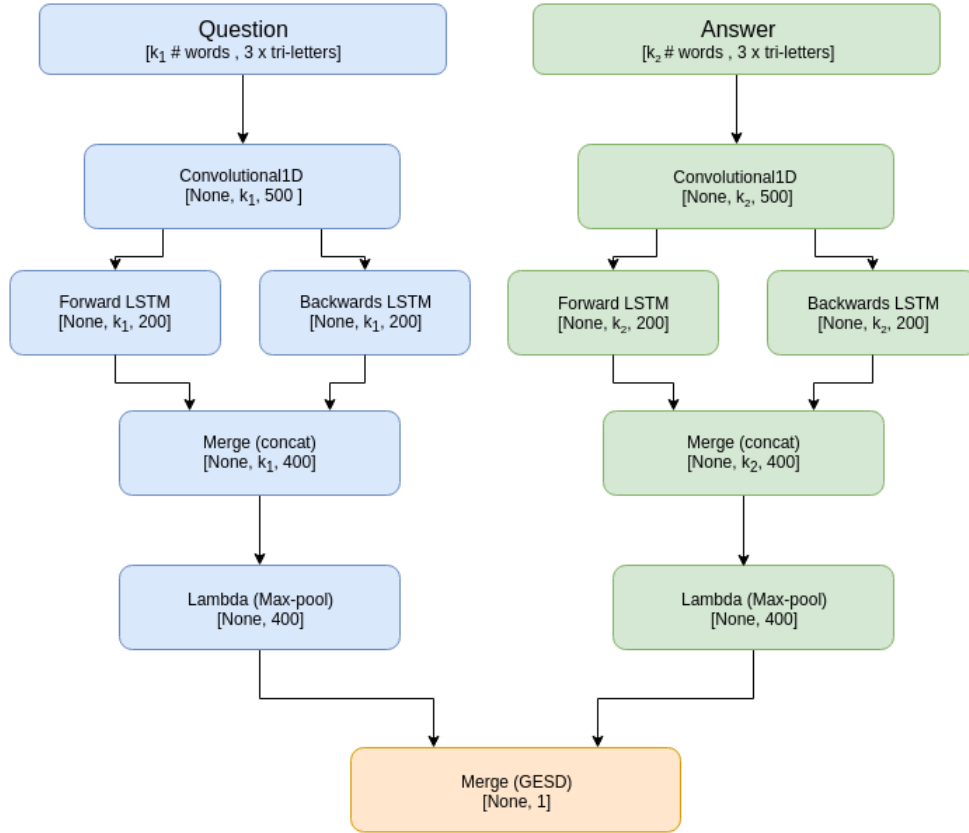 Question
[k₁ # words , 3 x tri-letters]
Convolutional1D
[None, k₁, 500 ]
Forward LSTM
[None, k₁, 200]
Backwards LSTM
[None, k₁, 200]
Merge (concat)
[None, k₁, 400]
Lambda (Max-pool)
[None, 400]
Answer
[k₂ # words , 3 x tri-letters]
Convolutional1D
[None, k₂, 500]
Forward LSTM
[None, k₂, 200]
Backwards LSTM
[None, k₂, 200]
Merge (concat)
[None, k₂, 400]
Lambda (Max-pool)
[None, 400]
Merge (GESD)
[None, 1]